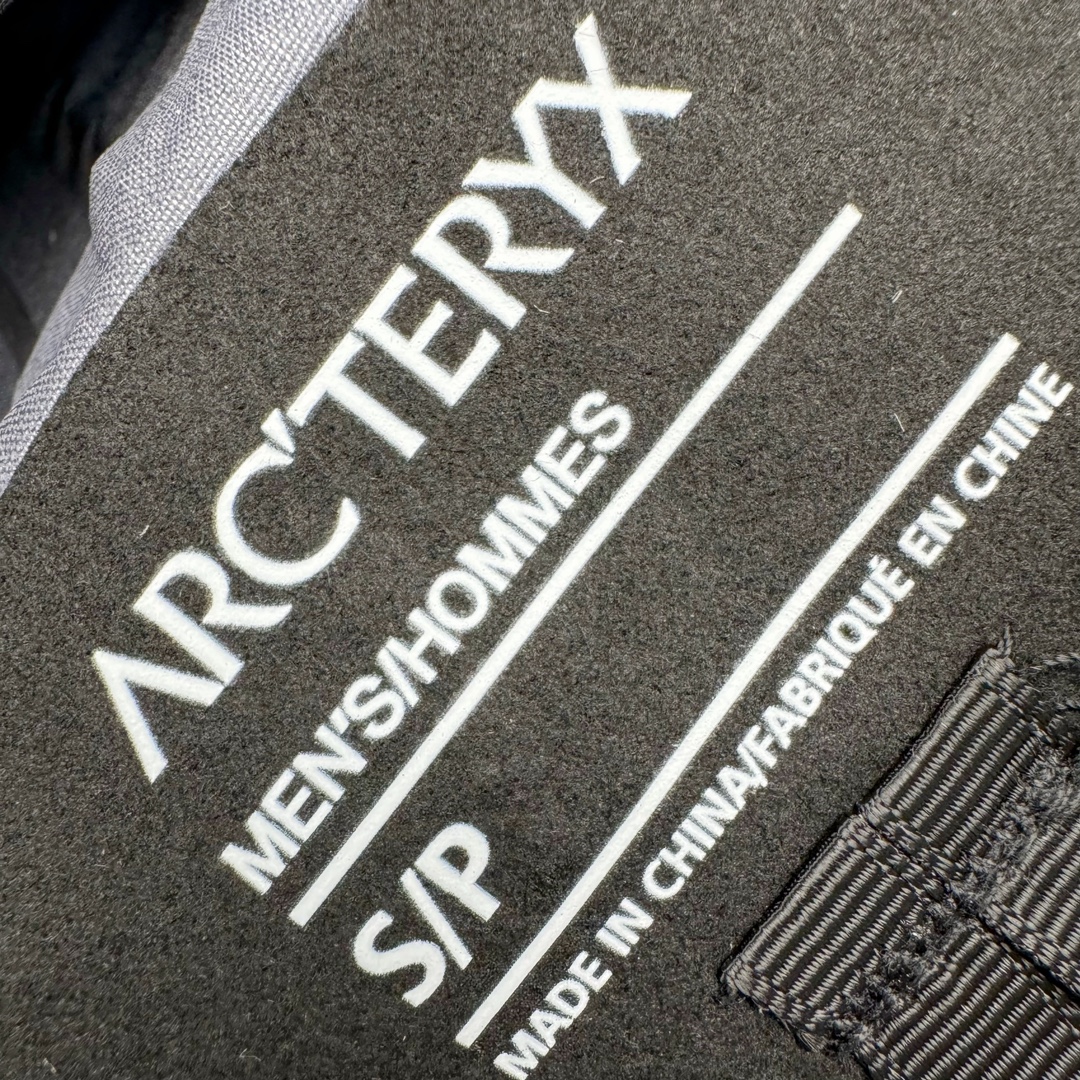 ARC'TERYX
MEN'S/HOMMES
S/P
MADE IN CHINA/FABRIQUÉ EN CHINE